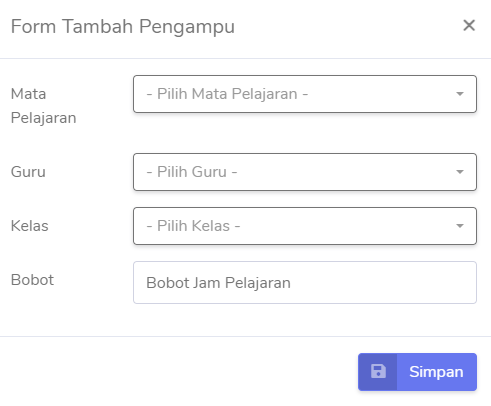 Form Tambah Pengampu ×
Mata
Pelajaran
- Pilih Mata Pelajaran -
Guru
- Pilih Guru -
Kelas
- Pilih Kelas -
Bobot
Bobot Jam Pelajaran
Simpan